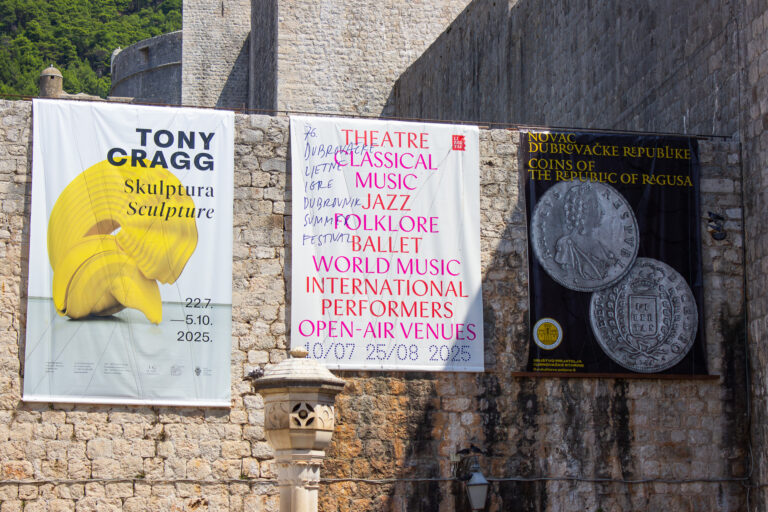 TONY
CRAGG
Skulptura
Sculpture
22.7.
—5.10.
2025.
76.
DUBROVAČKE
LJETNE
IGRE
DUBROVNIK
SUMMER
FESTIVAL
THEATRE
CLASSICAL
MUSIC
JAZZ
FOLKLORE
BALLET
WORLD MUSIC
INTERNATIONAL
PERFORMERS
OPEN-AIR VENUES
10/07 25/08 2025
NOVAC
DUBROVAČKE REPUBLIKE
COINS OF
THE REPUBLIC OF RAGUSA